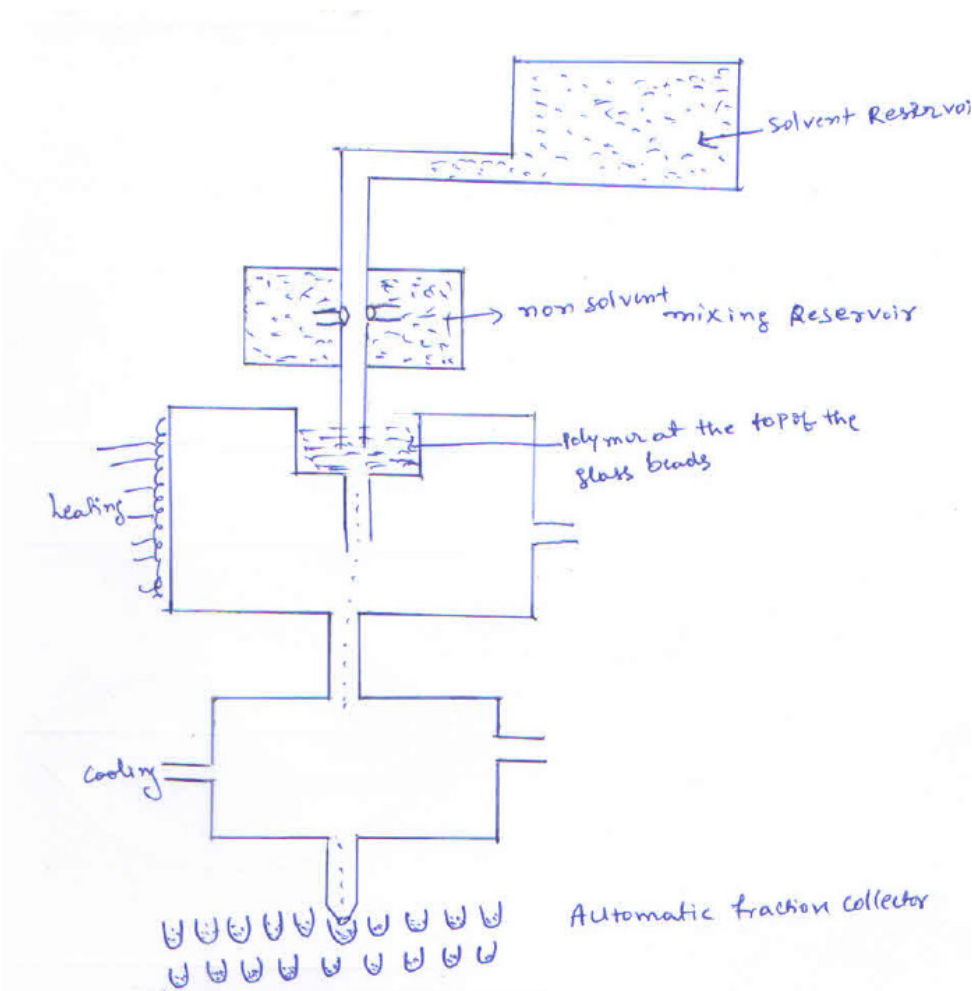 solvent Reservoi
non solvent mixing Reservoir
Polymer at the top of the
glass beads
heating
cooling
Automatic fraction collector